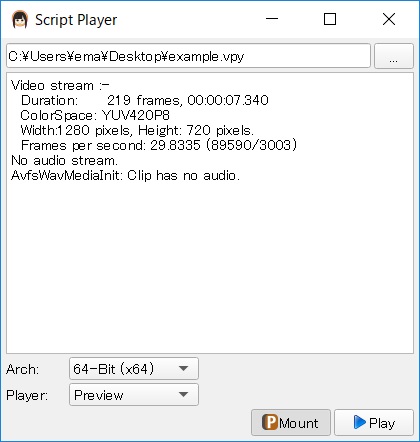 Script Player
C:¥Users¥ema¥Desktop¥example.vpy
...
Video stream :-
Duration: 219 frames, 00:00:07.340
ColorSpace: YUV420P8
Width:1280 pixels, Height: 720 pixels.
Frames per second: 29.8335 (89590/3003)
No audio stream.
AvfsWavMediaInit: Clip has no audio.
Arch: 64-Bit (x64)
Player: Preview
P Mount Play